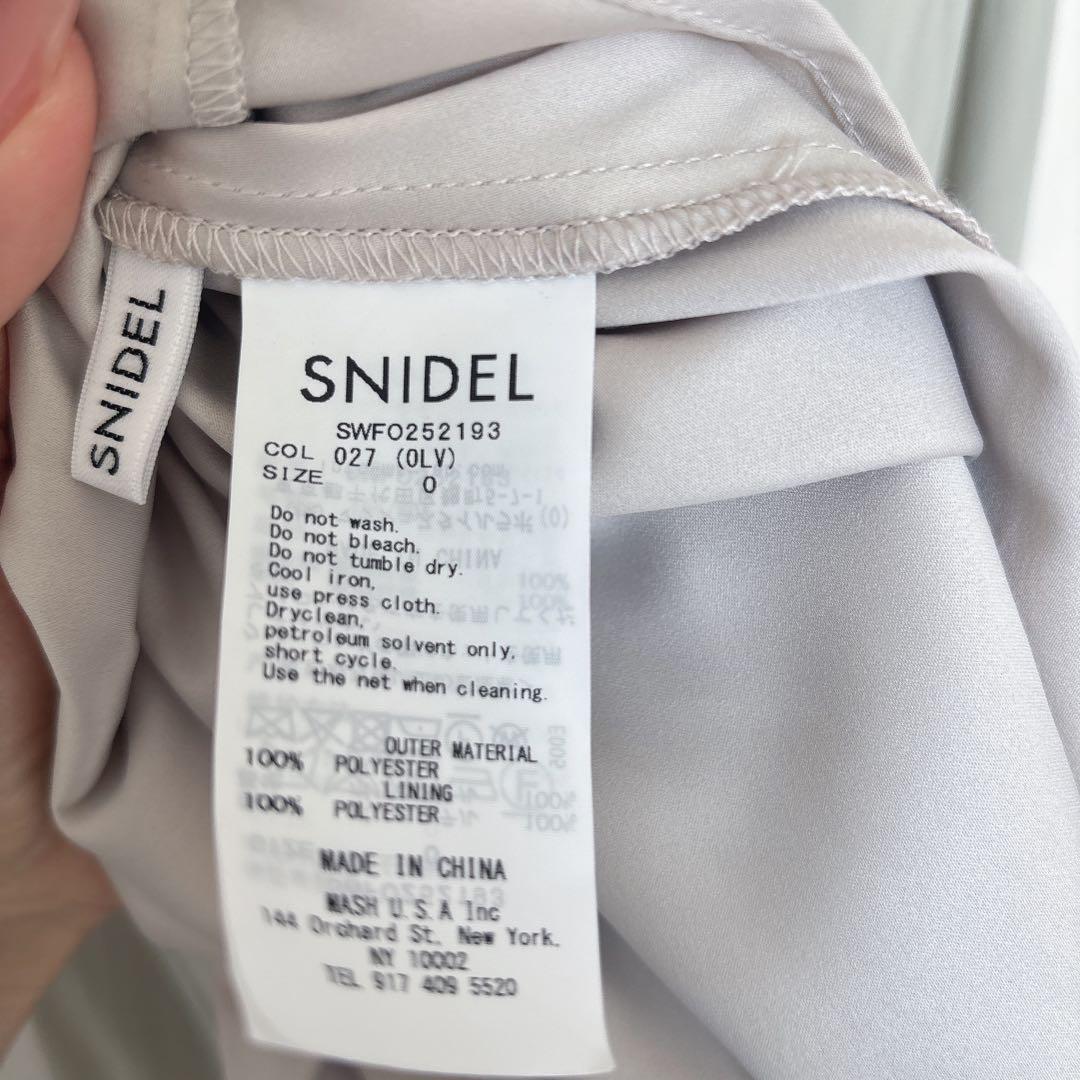 SNIDEL
SNIDEL
SWFO252193
COL 027 (OLV)
SIZE 0
Do not wash.
Do not bleach.
Do not tumble dry.
Cool iron,
use press cloth.
Dryclean,
petroleum solvent only,
short cycle.
Use the net when cleaning.
OUTER MATERIAL
100% POLYESTER
LINING
100% POLYESTER
MADE IN CHINA
MASH U.S.A Inc
144 Orchard St. New York.
NY 10002
TEL 917 409 5520